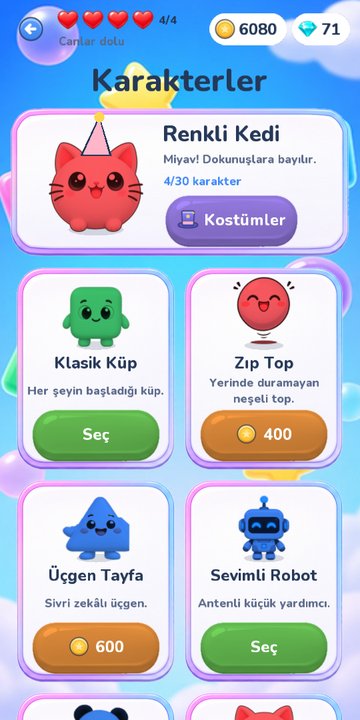 4/4
Canlar dolu
6080
71
Karakterler
Renkli Kedi
Miyav! Dokunuşlara bayılır.
4/30 karakter
Kostümler
Klasik Küp
Her şeyin başladığı küp.
Seç
Zıp Top
Yerinde duramayan
neşeli top.
400
Üçgen Tayfa
Sivri zekâlı üçgen.
600
Sevimli Robot
Antenli küçük yardımcı.
Seç